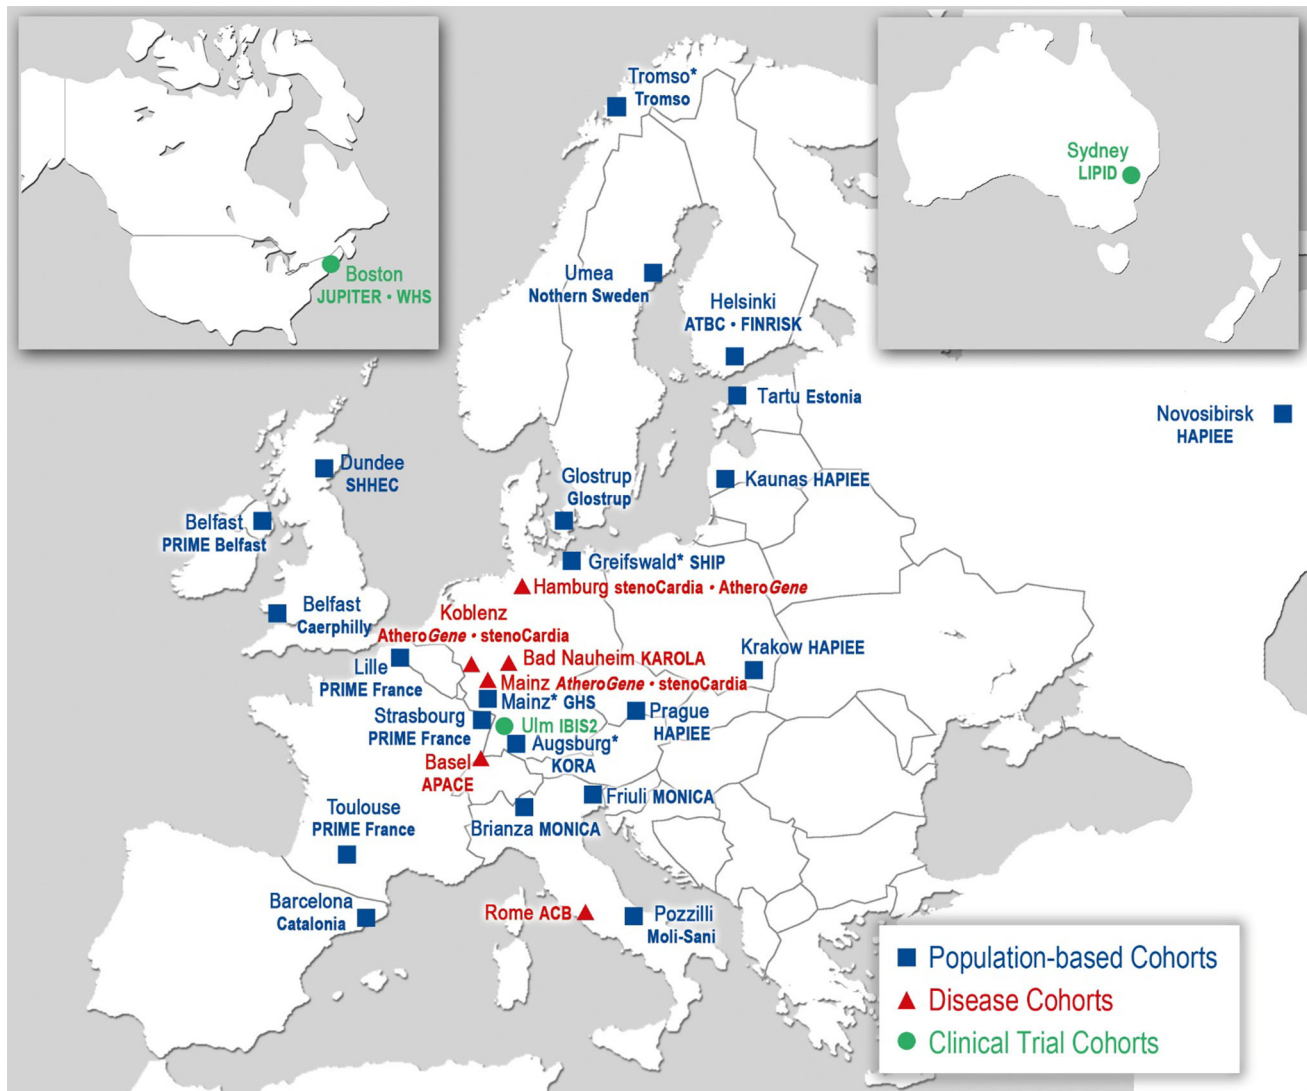 Tromso*
Tromso
Sydney
LIPID
Boston
JUPITER • WHS
Umea
Nothern Sweden
Helsinki
ATBC • FINRISK
Tartu Estonia
Novosibirsk
HAPIEE
Dundee
SHHEC
Glostrup
Glostrup
Kaunas HAPIEE
Belfast
PRIME Belfast
Greifswald* SHIP
Hamburg stenoCardia • AtheroGene
Belfast
Caerphilly
Koblenz
AtheroGene • stenoCardia
Krakow HAPIEE
Lille
PRIME France
Bad Nauheim KAROLA
Mainz AtheroGene • stenoCardia
Mainz* GHS
Strasbourg
PRIME France
Prague
HAPIEE
Ulm IBIS2
Augsburg*
KORA
Basel
APACE
Friuli MONICA
Toulouse
PRIME France
Brianza MONICA
Barcelona
Catalonia
Rome ACB
Pozzilli
Moli-Sani
Population-based Cohorts
Disease Cohorts
Clinical Trial Cohorts